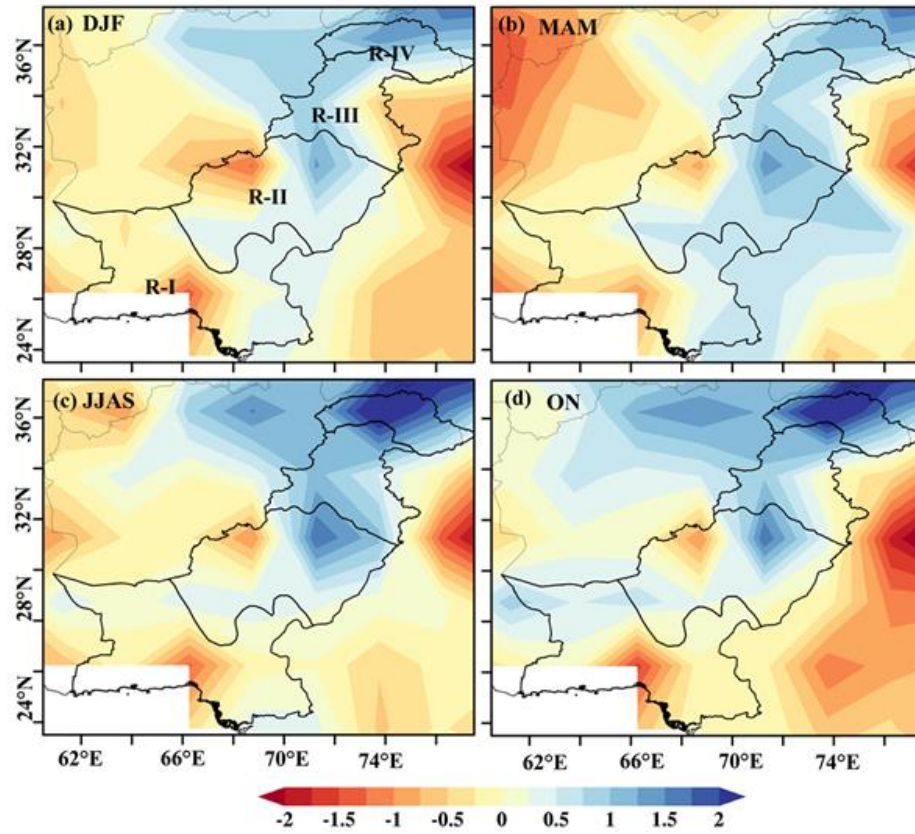 (a) DJF
(b) MAM
36°N
R-IV
R-III
32°N
R-II
28°N
R-I
24°N
(c) JJAS
(d) ON
36°N
32°N
28°N
24°N
62°E 66°E 70°E 74°E 62°E 66°E 70°E 74°E
-2 -1.5 -1 -0.5 0 0.5 1 1.5 2